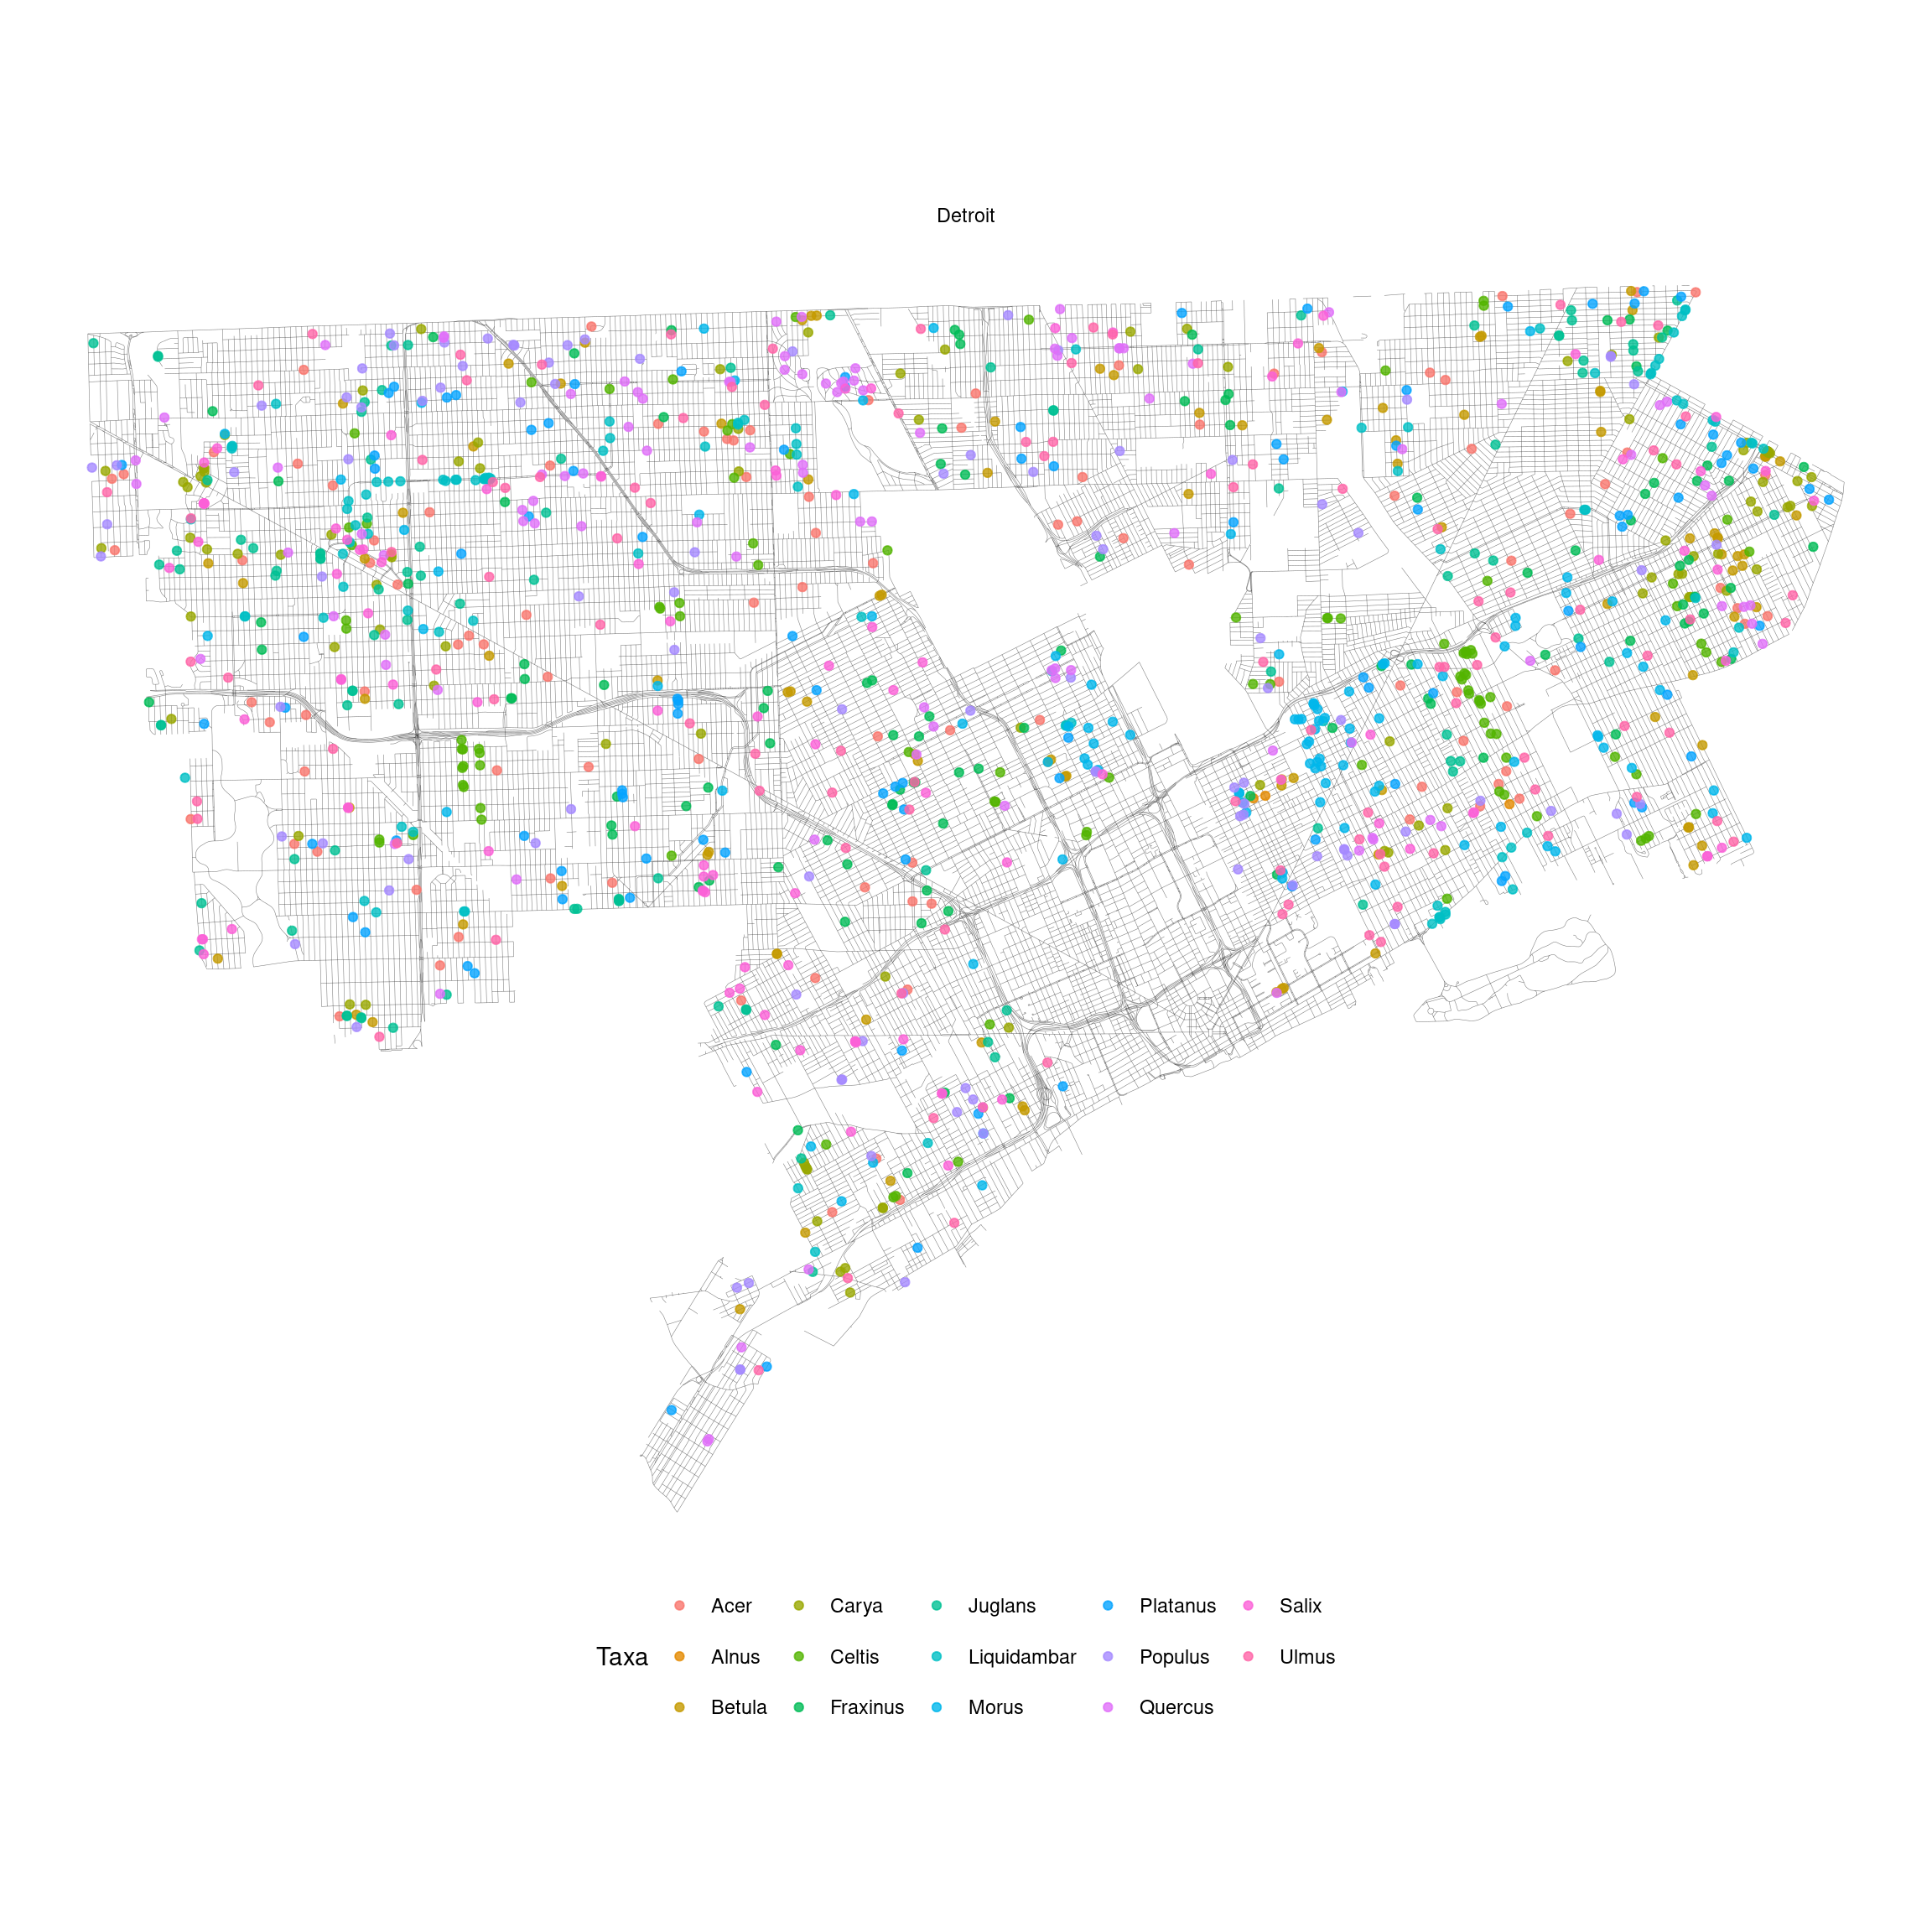 Detroit
Taxa
Acer Carya Juglans Platanus Salix
Alnus Celtis Liquidambar Populus Ulmus
Betula Fraxinus Morus Quercus